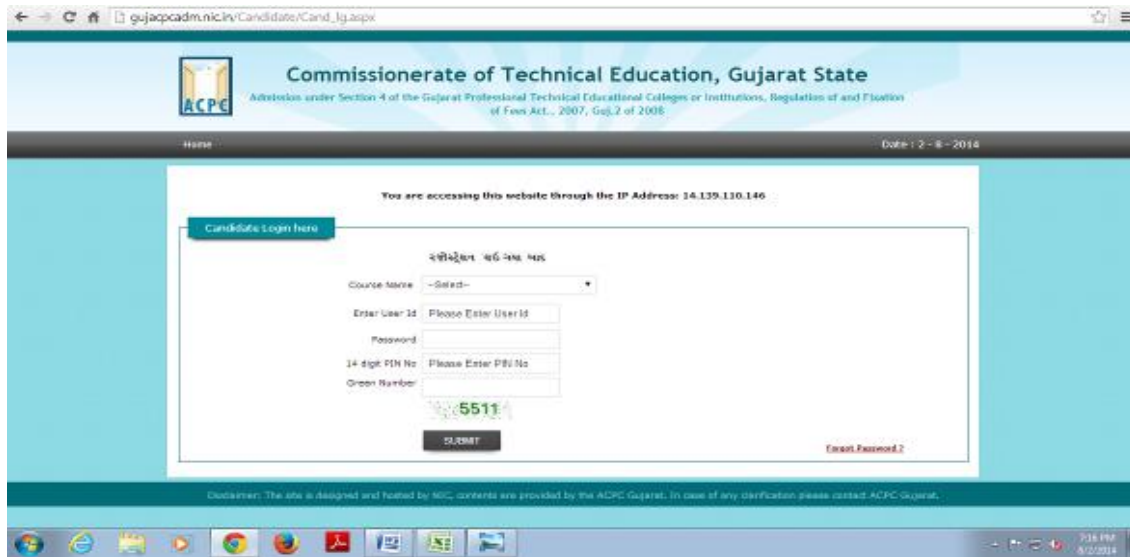 gujacpcadm.nic.in/Candidate/Cand_lg.aspx
ACPC
Commissionerate of Technical Education, Gujarat State
Admission under Section 4 of the Gujarat Professional Technical Educational Colleges or Institutions, Regulation of and Fixation
of Fees Act., 2007, Guj.2 of 2008
Home
Date : 2 - 8 - 2014
You are accessing this website through the IP Address: 14.139.110.146
Candidate Login here
રજીસ્ટ્રેશન થઈ ગયા બાદ
Course Name
--Select--
Enter User Id
Please Enter User Id
Password
14 digit PIN No
Please Enter PIN No
Green Number
5511
SUBMIT
Forgot Password ?
Disclaimer: The site is designed and hosted by NIC, contents are provided by the ACPC Gujarat. In case of any clarification please contact ACPC Gujarat.
7:16 PM
8/2/2014